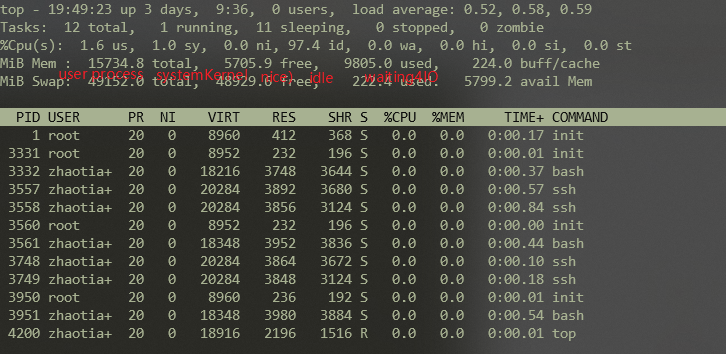 top - 19:49:23 up 3 days,  9:36,  0 users,  load average: 0.52, 0.58, 0.59
Tasks:  12 total,   1 running,  11 sleeping,   0 stopped,   0 zombie
%Cpu(s):  1.6 us,  1.0 sy,  0.0 ni, 97.4 id,  0.0 wa,  0.0 hi,  0.0 si,  0.0 st
MiB Mem :  15734.8 total,   5705.9 free,   9805.0 used,    224.0 buff/cache
user process systemKernel nice) idle waiting4IO
MiB Swap:  49152.0 total,  48929.6 free,    222.4 used.   5799.2 avail Mem
PID USER      PR  NI    VIRT    RES    SHR S  %CPU  %MEM     TIME+ COMMAND
1 root      20   0    8960    412    368 S   0.0   0.0   0:00.17 init
3331 root      20   0    8952    232    196 S   0.0   0.0   0:00.01 init
3332 zhaotia+  20   0   18216   3748   3644 S   0.0   0.0   0:00.37 bash
3557 zhaotia+  20   0   20284   3892   3680 S   0.0   0.0   0:00.57 ssh
3558 zhaotia+  20   0   20284   3856   3124 S   0.0   0.0   0:00.84 ssh
3560 root      20   0    8952    232    196 S   0.0   0.0   0:00.00 init
3561 zhaotia+  20   0   18348   3952   3836 S   0.0   0.0   0:00.44 bash
3748 zhaotia+  20   0   20284   3864   3672 S   0.0   0.0   0:00.10 ssh
3749 zhaotia+  20   0   20284   3848   3124 S   0.0   0.0   0:00.18 ssh
3950 root      20   0    8960    236    192 S   0.0   0.0   0:00.01 init
3951 zhaotia+  20   0   18348   3980   3884 S   0.0   0.0   0:00.54 bash
4200 zhaotia+  20   0   18916   2196   1516 R   0.0   0.0   0:00.01 top